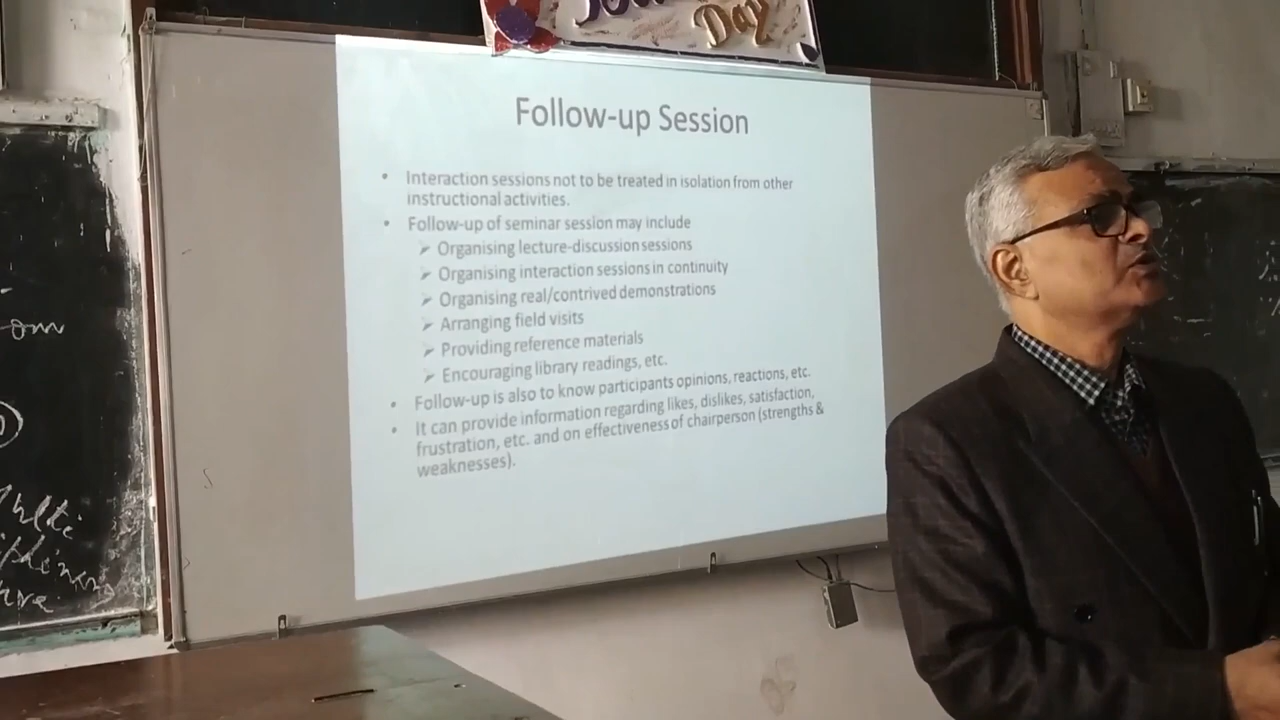 Day
Follow-up Session
• Interaction sessions not to be treated in isolation from other
instructional activities.
• Follow-up of seminar session may include
➤ Organising lecture-discussion sessions
➤ Organising interaction sessions in continuity
➤ Organising real/contrived demonstrations
➤ Arranging field visits
➤ Providing reference materials
➤ Encouraging library readings, etc.
• Follow-up is also to know participants opinions, reactions, etc.
• It can provide information regarding likes, dislikes, satisfaction,
frustration, etc. and on effectiveness of chairperson (strengths &
weaknesses).